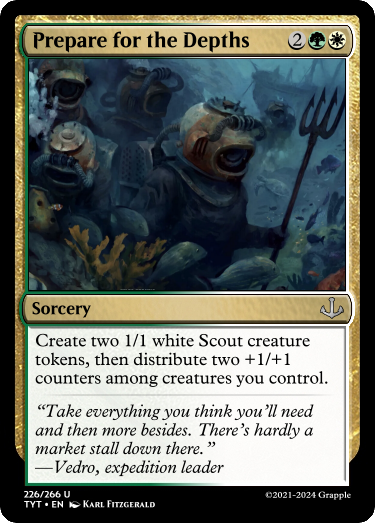 Prepare for the Depths 2
Sorcery
Create two 1/1 white Scout creature
tokens, then distribute two +1/+1
counters among creatures you control.
“Take everything you think you’ll need
and then more besides. There’s hardly a
market stall down there.”
—Vedro, expedition leader
226/266 U
TYT • EN Karl Fitzgerald
©2021-2024 Grapple